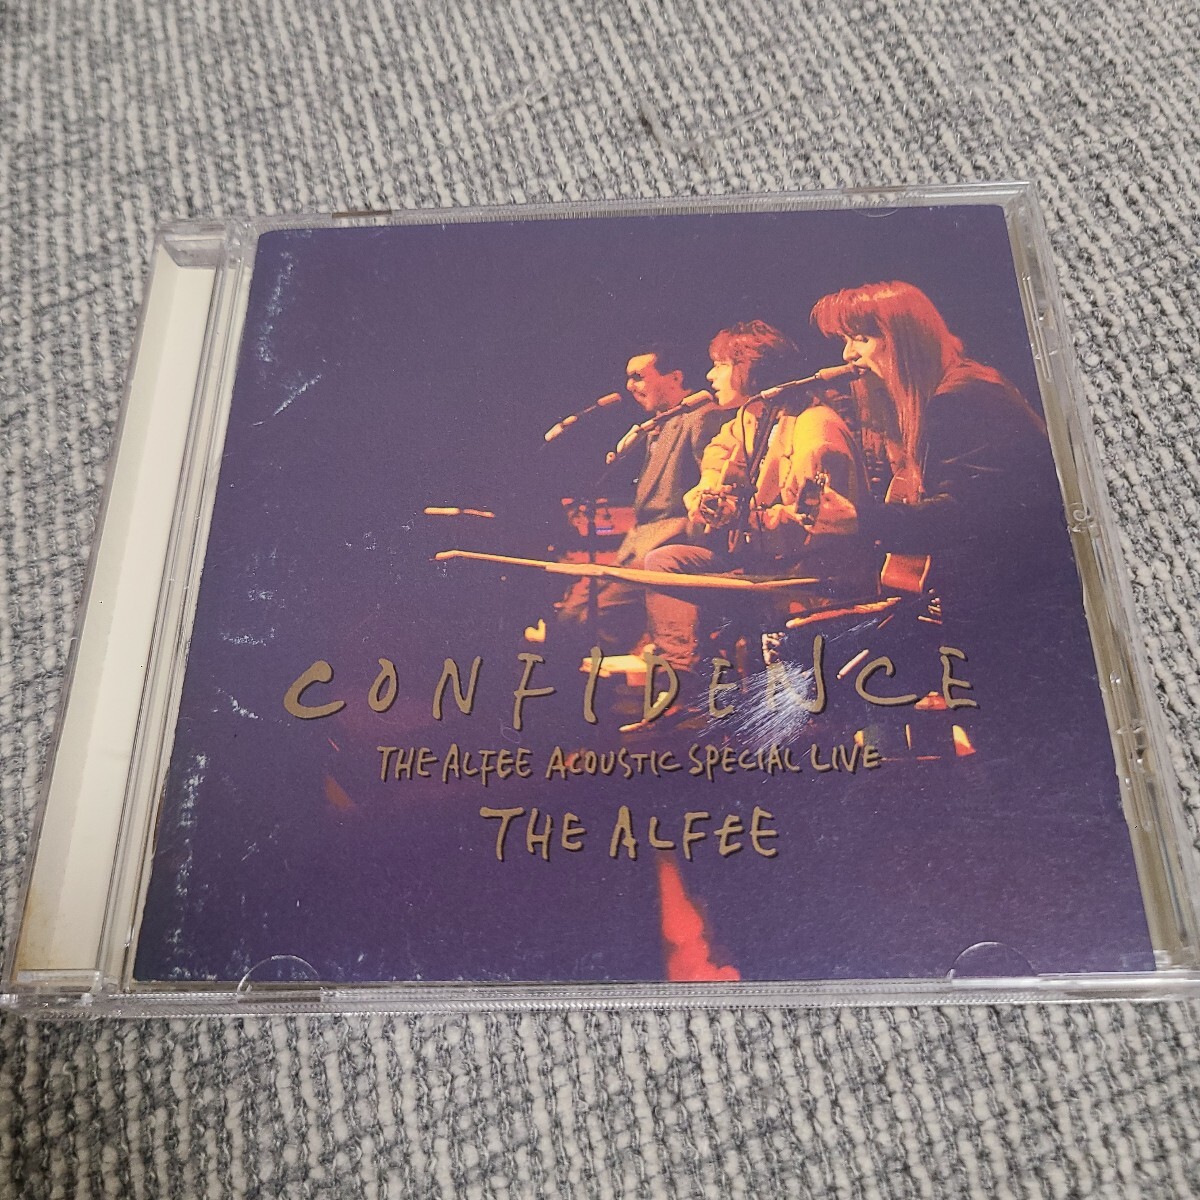 CONFIDENCE
THE ALFEE ACOUSTIC SPECIAL LIVE
THE ALFEE